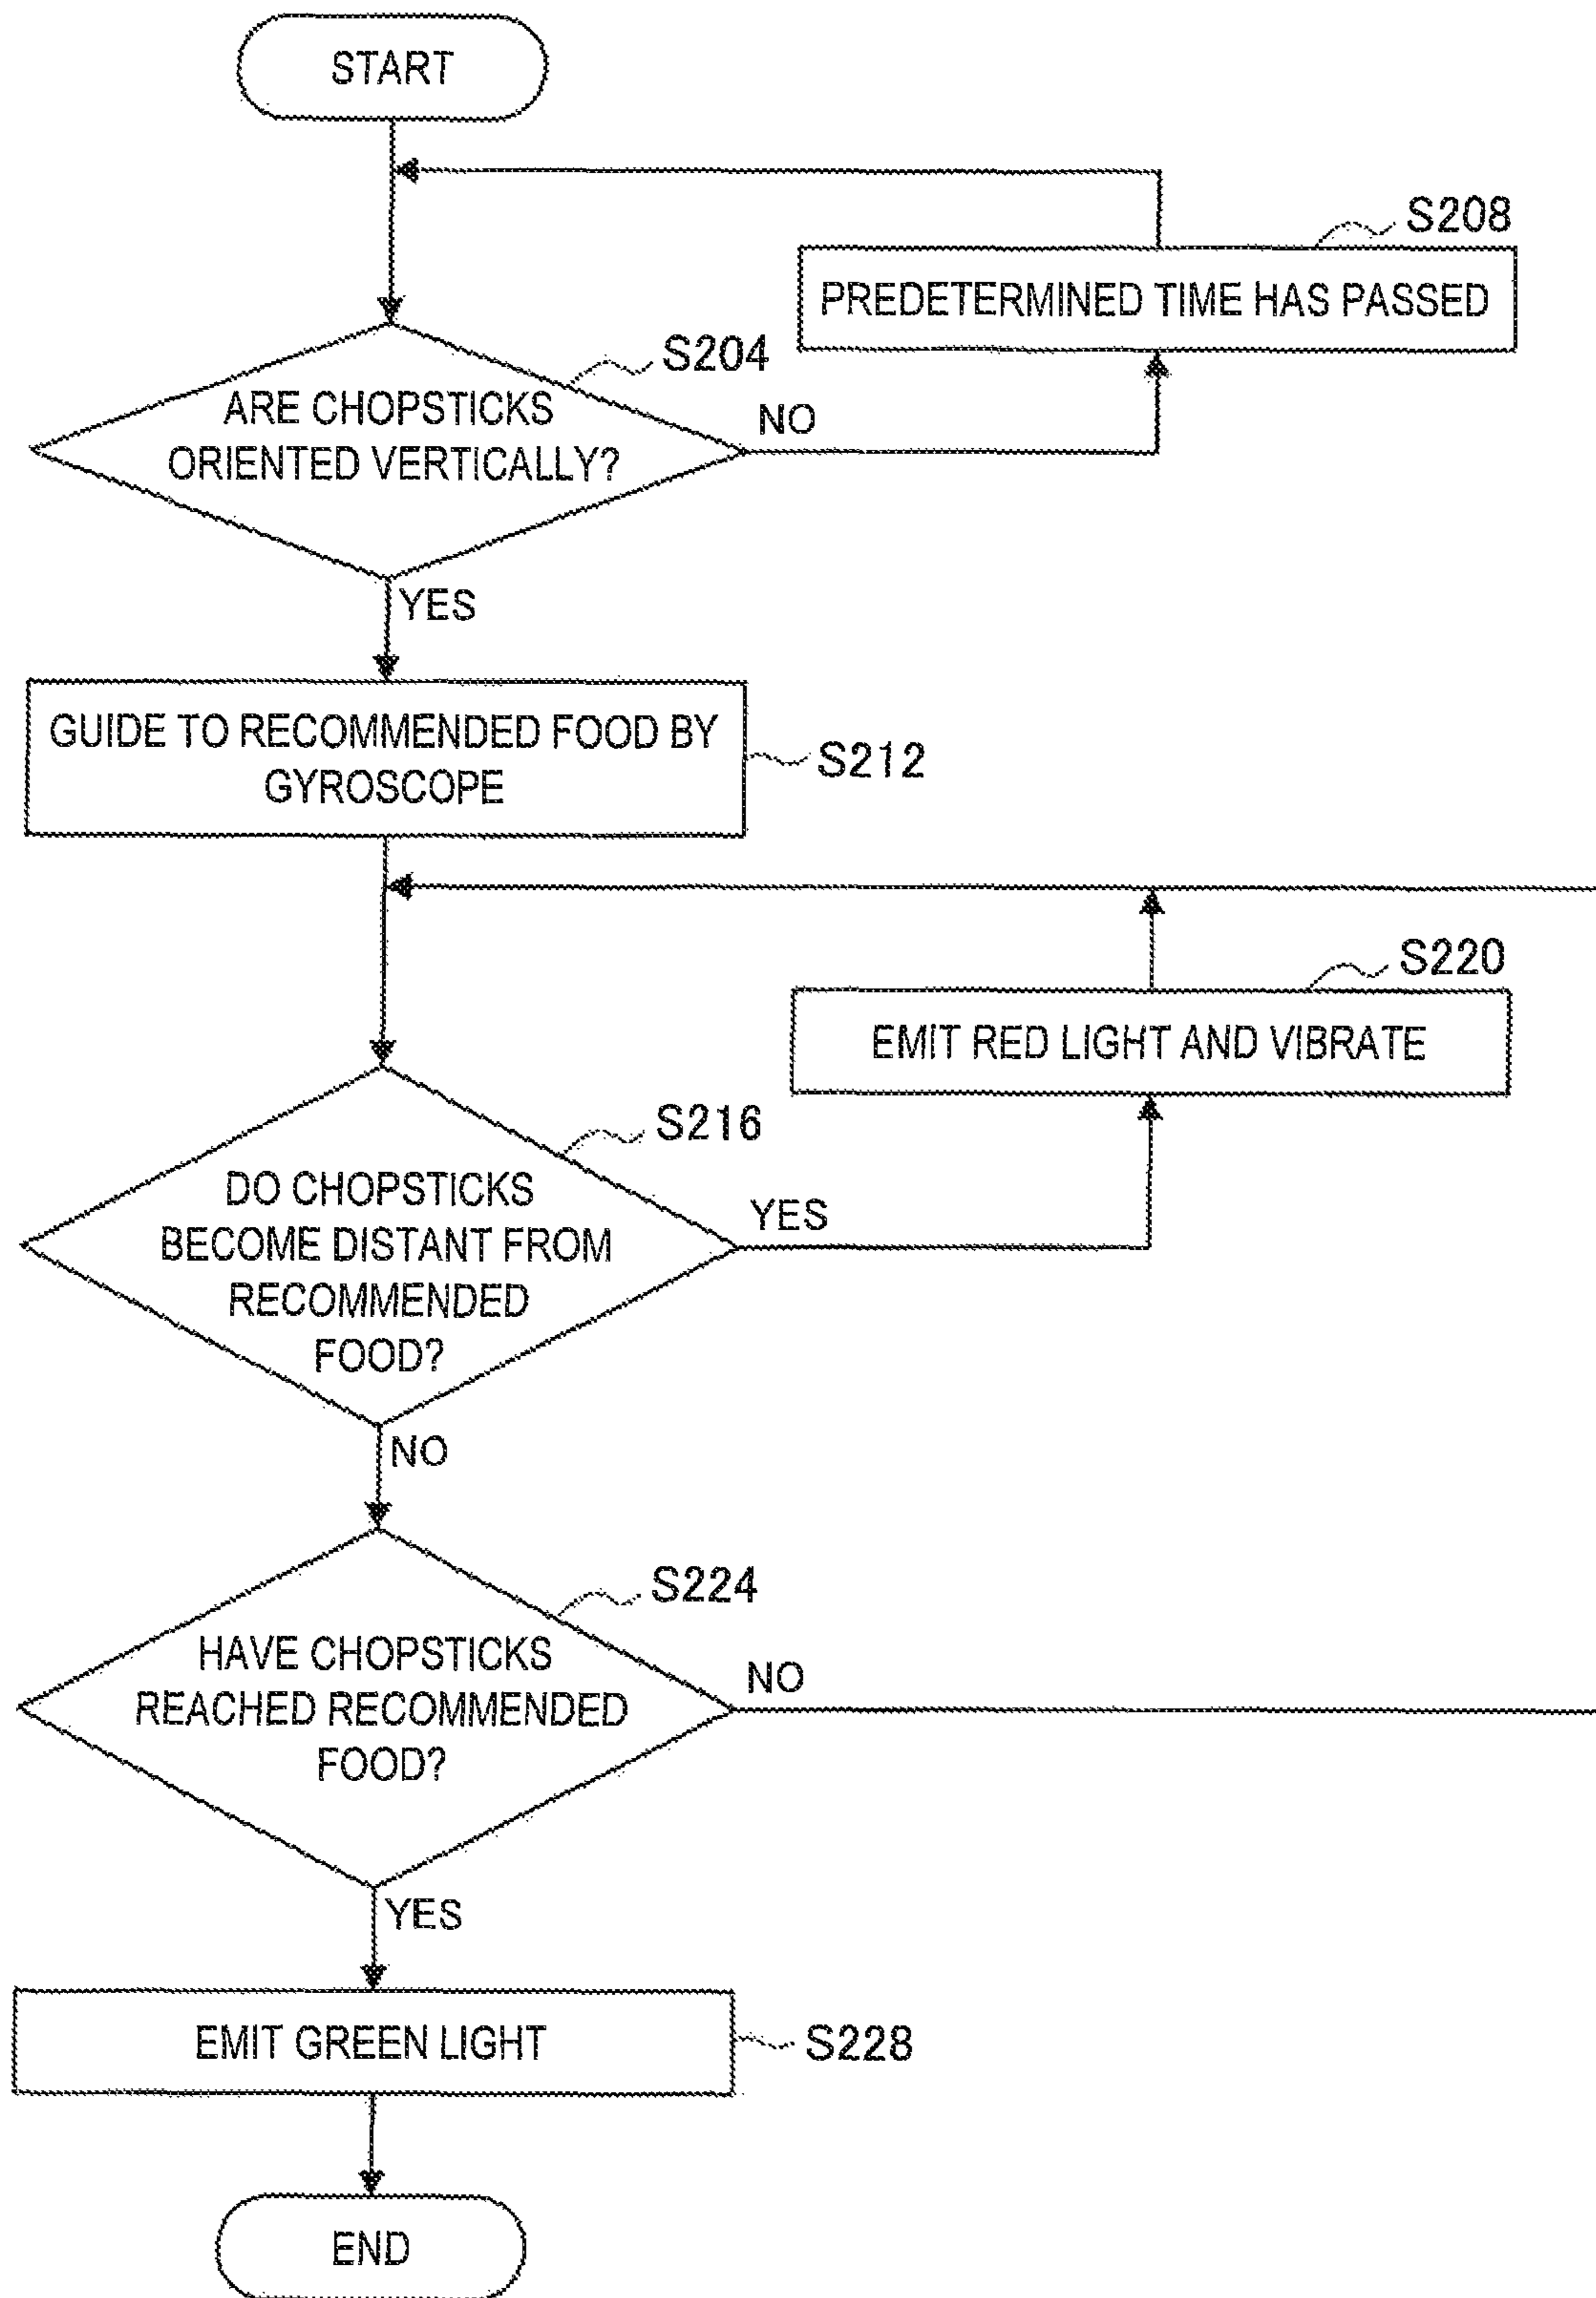 START
S208
PREDETERMINED TIME HAS PASSED
S204
ARE CHOPSTICKS
ORIENTED VERTICALLY?
NO
YES
GUIDE TO RECOMMENDED FOOD BY
GYROSCOPE
S212
S220
EMIT RED LIGHT AND VIBRATE
S216
DO CHOPSTICKS
BECOME DISTANT FROM
RECOMMENDED
FOOD?
YES
NO
S224
HAVE CHOPSTICKS
REACHED RECOMMENDED
FOOD?
NO
YES
EMIT GREEN LIGHT
S228
END